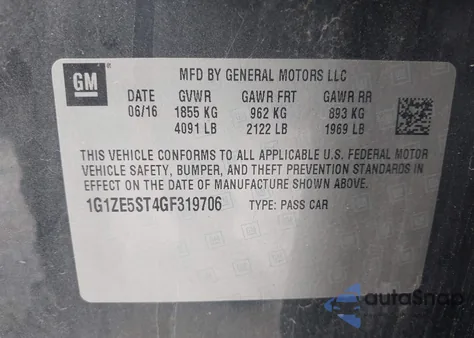 GM
MFD BY GENERAL MOTORS LLC
DATE GVWR GAWR FRT GAWR RR
06/16 1855 KG 962 KG 893 KG
4091 LB 2122 LB 1969 LB
THIS VEHICLE CONFORMS TO ALL APPLICABLE U.S. FEDERAL MOTOR
VEHICLE SAFETY, BUMPER, AND THEFT PREVENTION STANDARDS IN
EFFECT ON THE DATE OF MANUFACTURE SHOWN ABOVE.
1G1ZE5ST4GF319706 TYPE: PASS CAR
autoSnap